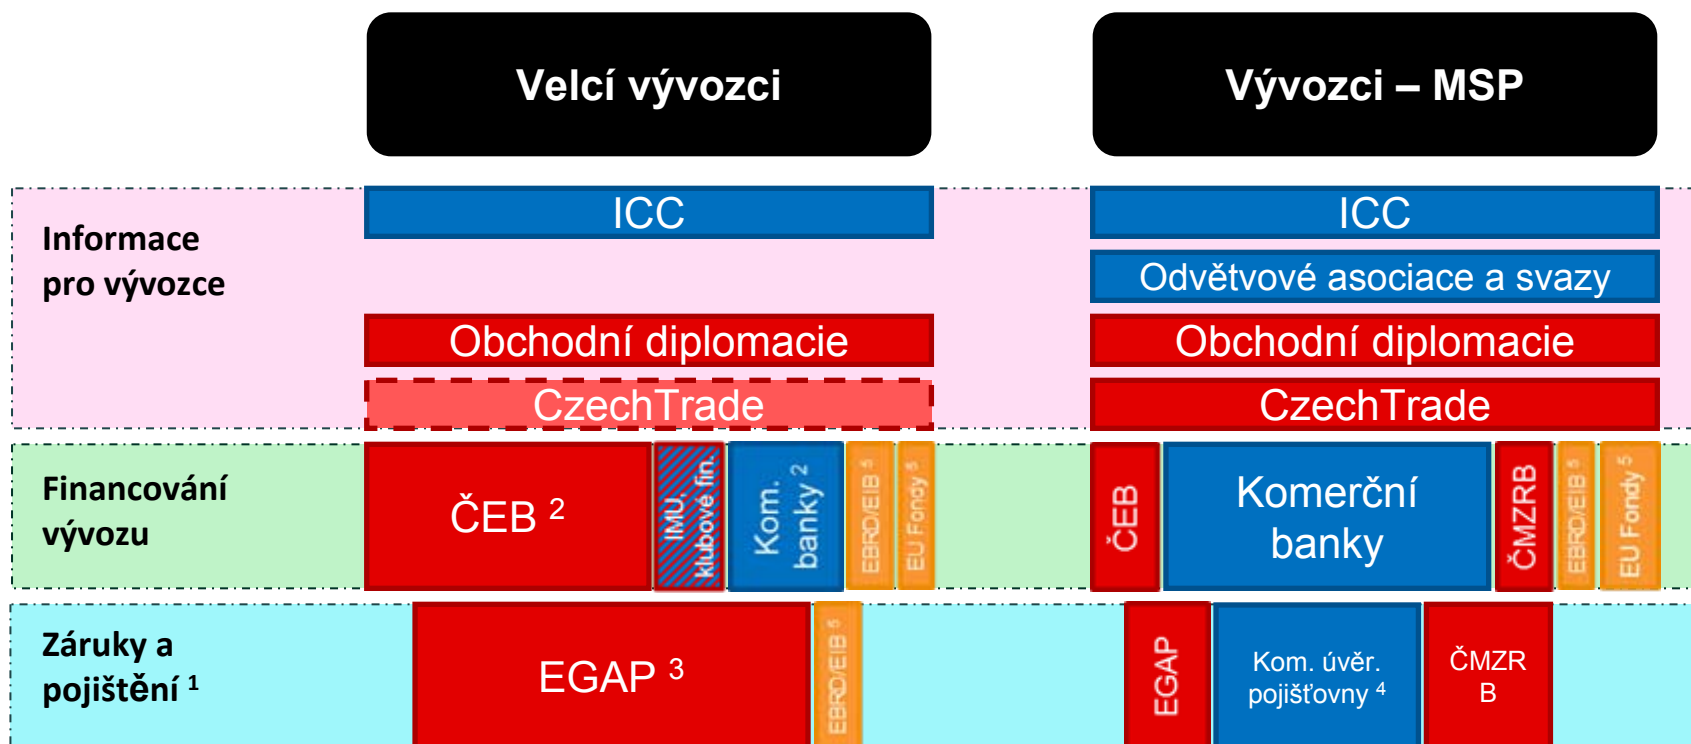 Velcí vývozci
Vývozci – MSP
Informace
pro vývozce
ICC
ICC
Odvětvové asociace a svazy
Obchodní diplomacie
Obchodní diplomacie
CzechTrade
CzechTrade
Financování
vývozu
ČEB 2
IMU,
klubové fin.
Kom.
banky 2
EBRD/EIB 5
EU Fondy 5
ČEB
Komerční
banky
ČMZRB
EBRD/EIB 5
EU Fondy 5
Záruky a
pojištění 1
EGAP 3
EBRD/EIB 5
EGAP
Kom. úvěr.
pojišťovny 4
ČMZR
B